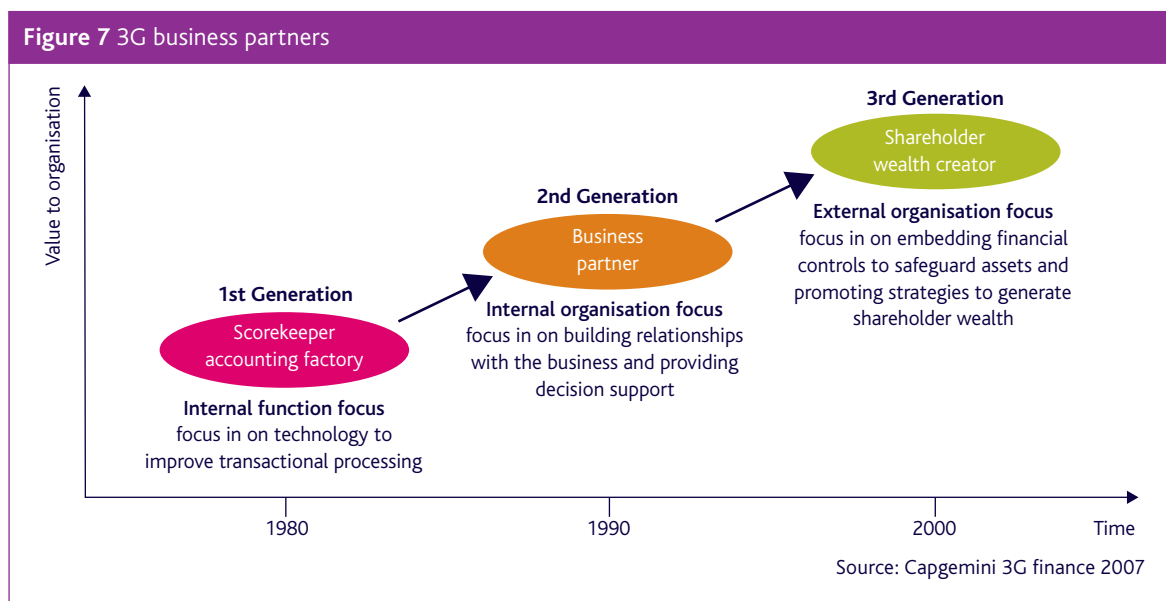 Figure 7 3G business partners
Value to organisation
3rd Generation
Shareholder
wealth creator
External organisation focus
focus in on embedding financial
controls to safeguard assets and
promoting strategies to generate
shareholder wealth
2nd Generation
Business
partner
Internal organisation focus
focus in on building relationships
with the business and providing
decision support
1st Generation
Scorekeeper
accounting factory
Internal function focus
focus in on technology to
improve transactional processing
1980
1990
2000
Time
Source: Capgemini 3G finance 2007